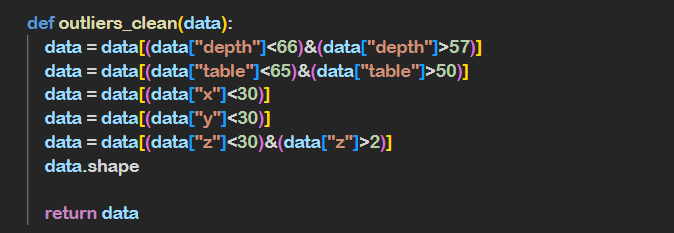 def outliers_clean(data):
    data = data[(data["depth"]<66)&(data["depth"]>57)]
    data = data[(data["table"]<65)&(data["table"]>50)]
    data = data[(data["x"]<30)]
    data = data[(data["y"]<30)]
    data = data[(data["z"]<30)&(data["z"]>2)]
    data.shape

    return data